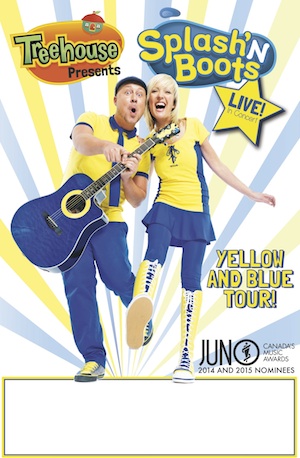 Treehouse
Presents
Splash'N
Boots
LIVE!
In Concert
YELLOW
AND BLUE
TOUR!
JUNO
CANADA'S
MUSIC
AWARDS
2014 AND 2015 NOMINEES